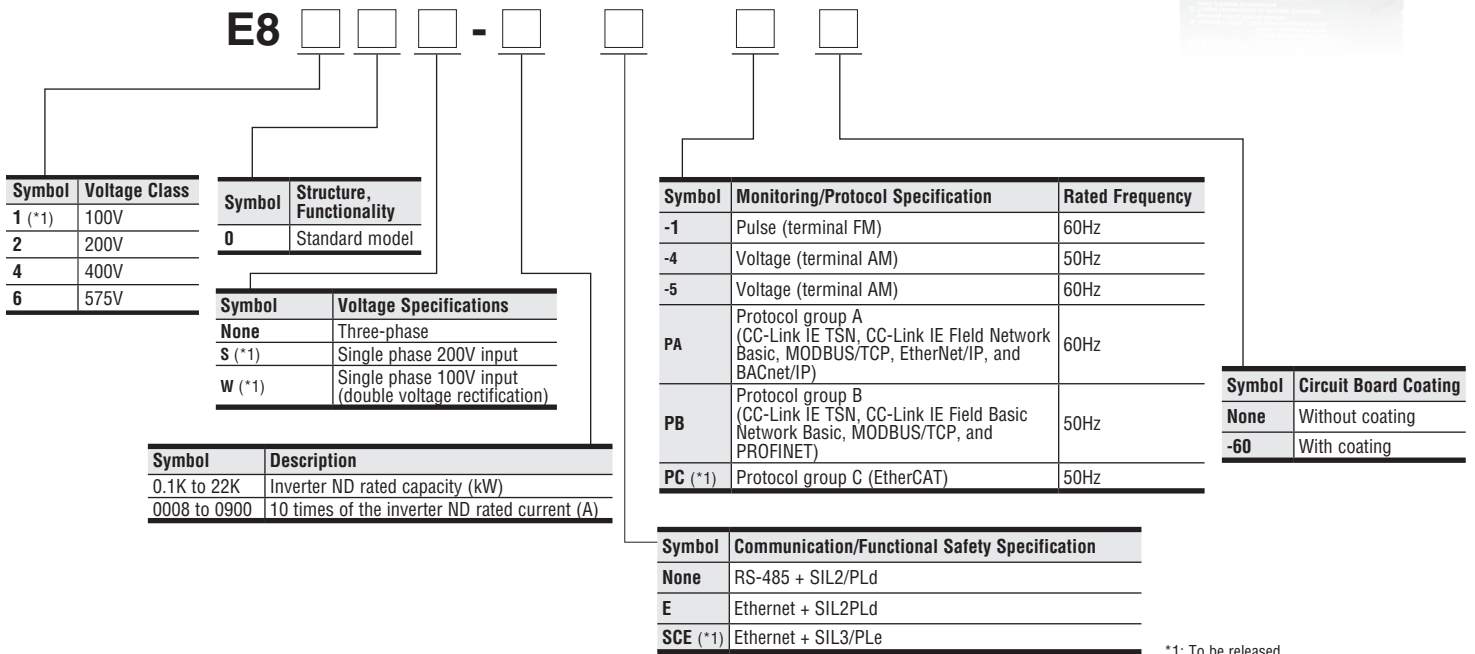 E8 -
Symbol Voltage Class
1 (*1) 100V
2 200V
4 400V
6 575V
Symbol Structure,
Functionality
0 Standard model
Symbol Voltage Specifications
None Three-phase
S (*1) Single phase 200V input
W (*1) Single phase 100V input
(double voltage rectification)
Symbol Description
0.1K to 22K Inverter ND rated capacity (kW)
0008 to 0900 10 times of the inverter ND rated current (A)
Symbol Monitoring/Protocol Specification Rated Frequency
-1 Pulse (terminal FM) 60Hz
-4 Voltage (terminal AM) 50Hz
-5 Voltage (terminal AM) 60Hz
PA Protocol group A
(CC-Link IE TSN, CC-Link IE FIeld Network
Basic, MODBUS/TCP, EtherNet/IP, and
BACnet/IP) 60Hz
PB Protocol group B
(CC-Link IE TSN, CC-Link IE Field Basic
Network Basic, MODBUS/TCP, and
PROFINET) 50Hz
PC (*1) Protocol group C (EtherCAT) 50Hz
Symbol Circuit Board Coating
None Without coating
-60 With coating
Symbol Communication/Functional Safety Specification
None RS-485 + SIL2/PLd
E Ethernet + SIL2PLd
SCE (*1) Ethernet + SIL3/PLe
*1: To be released